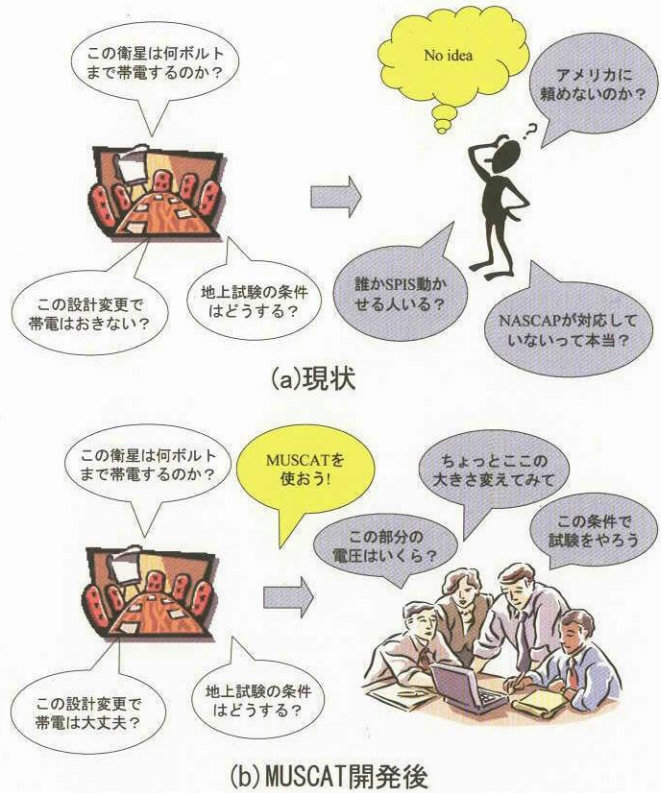 この衛星は何ボルト
まで帯電するのか?
No idea
アメリカに
頼めないのか?
?
この設計変更で
帯電はおきない?
地上試験の条件
はどうする?
誰かSPIS動か
せる人いる?
NASCAPが対応して
いないって本当?
(a)現状
この衛星は何ボルト
まで帯電するのか?
MUSCATを
使おう!
ちょっとここの
大きさ変えてみて
この部分の
電圧はいくら?
この条件で
試験をやろう
この設計変更で
帯電は大丈夫?
地上試験の条件
はどうする?
(b)MUSCAT開発後